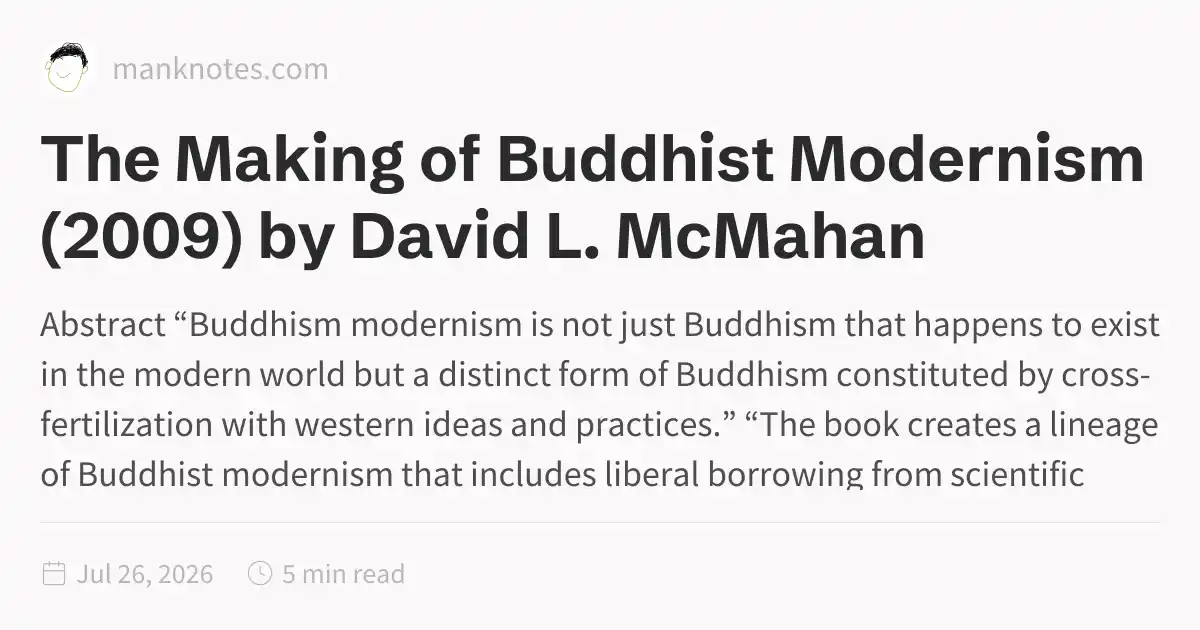 manknotes.com
The Making of Buddhist Modernism
(2009) by David L. McMahan
Abstract “Buddhism modernism is not just Buddhism that happens to exist
in the modern world but a distinct form of Buddhism constituted by cross-
fertilization with western ideas and practices.” “The book creates a lineage
of Buddhist modernism that includes liberal borrowing from scientific
Jul 26, 2026
5 min read